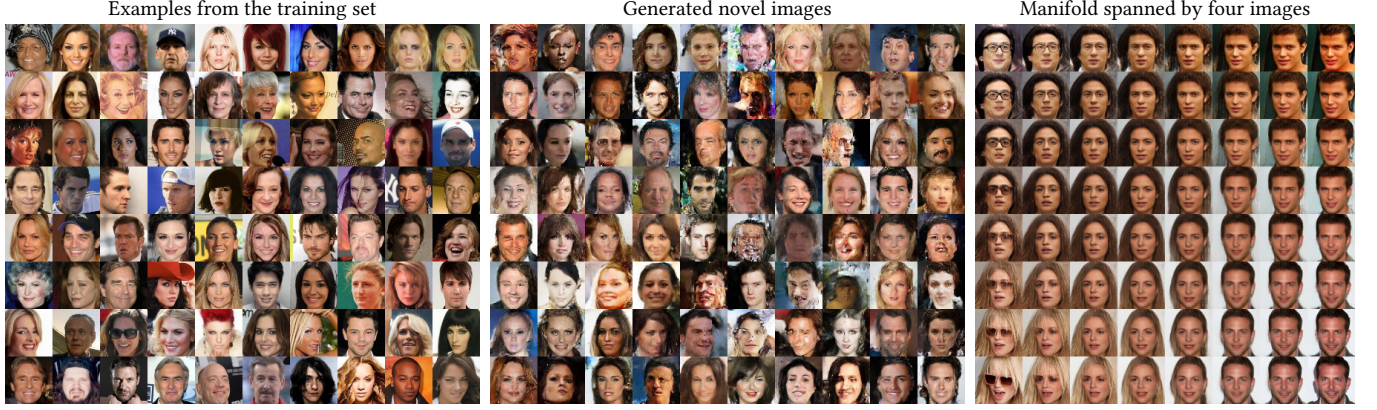 Examples from the training set
Generated novel images
Manifold spanned by four images